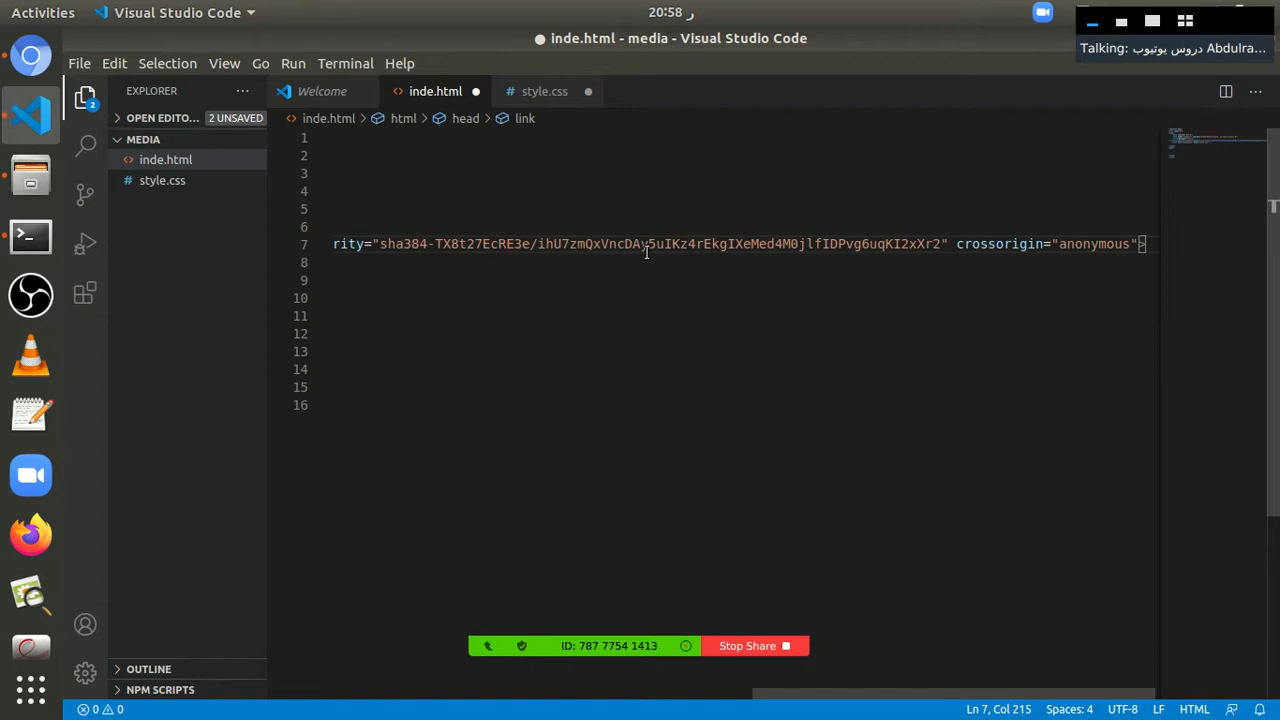 Activities
Visual Studio Code
20:58 ر
inde.html - media - Visual Studio Code
Talking: دروس يوتيوب Abdulra...
File Edit Selection View Go Run Terminal Help
EXPLORER
Welcome
inde.html
style.css
OPEN EDITO...
2 UNSAVED
inde.html > html > head > link
MEDIA
inde.html
style.css
2
1
2
3
4
5
6
7
rity="sha384-TX8t27EcRE3e/ihU7zmQxVncDAy5uIKz4rEkgIXeMed4M0jlfIDPvg6uqKI2xXr2" crossorigin="anonymous">
8
9
10
11
12
13
14
15
16
ID: 787 7754 1413
Stop Share
OUTLINE
NPM SCRIPTS
0 0
Ln 7, Col 215
Spaces: 4
UTF-8
LF
HTML